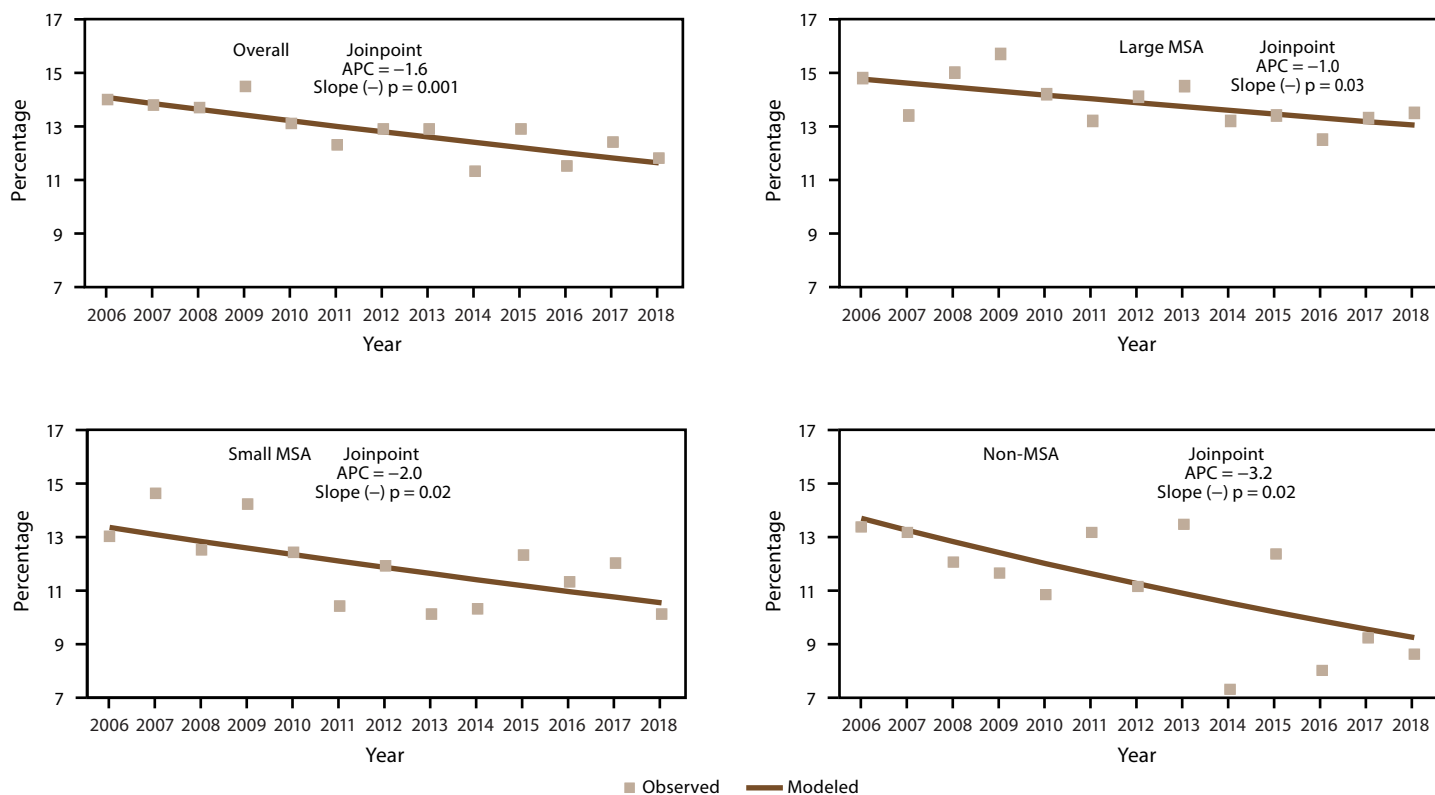 Overall
Joinpoint
APC = −1.6
Slope (−) p = 0.001
Percentage
17
15
13
11
9
7
2006 2007 2008 2009 2010 2011 2012 2013 2014 2015 2016 2017 2018
Year
Large MSA
Joinpoint
APC = −1.0
Slope (−) p = 0.03
Percentage
17
15
13
11
9
7
2006 2007 2008 2009 2010 2011 2012 2013 2014 2015 2016 2017 2018
Year
Small MSA
Joinpoint
APC = −2.0
Slope (−) p = 0.02
Percentage
17
15
13
11
9
7
2006 2007 2008 2009 2010 2011 2012 2013 2014 2015 2016 2017 2018
Year
Non-MSA
Joinpoint
APC = −3.2
Slope (−) p = 0.02
Percentage
17
15
13
11
9
7
2006 2007 2008 2009 2010 2011 2012 2013 2014 2015 2016 2017 2018
Year
Observed Modeled